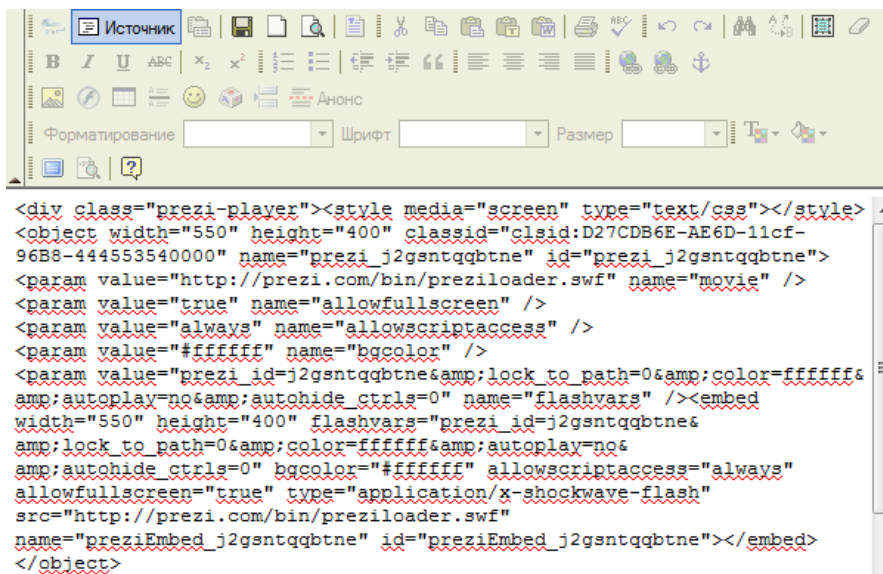 Источник
B I U ABC x₂ x²
Анонс
Форматирование Шрифт Размер
<div class="prezi-player"><style media="screen" type="text/css"></style>
<object width="550" height="400" classid="clsid:D27CDB6E-AE6D-11cf-
96B8-444553540000" name="prezi_j2gsntqqbtne" id="prezi_j2gsntqqbtne">
<param value="http://prezi.com/bin/preziloader.swf" name="movie" />
<param value="true" name="allowfullscreen" />
<param value="always" name="allowscriptaccess" />
<param value="#ffffff" name="bgcolor" />
<param value="prezi_id=j2gsntqqbtne&amp;lock_to_path=0&amp;color=ffffff&
amp;autoplay=no&amp;autohide_ctrls=0" name="flashvars" /><embed
width="550" height="400" flashvars="prezi_id=j2gsntqqbtne&
amp;lock_to_path=0&amp;color=ffffff&amp;autoplay=no&
amp;autohide_ctrls=0" bgcolor="#ffffff" allowscriptaccess="always"
allowfullscreen="true" type="application/x-shockwave-flash"
src="http://prezi.com/bin/preziloader.swf"
name="preziEmbed_j2gsntqqbtne" id="preziEmbed_j2gsntqqbtne"></embed>
</object>